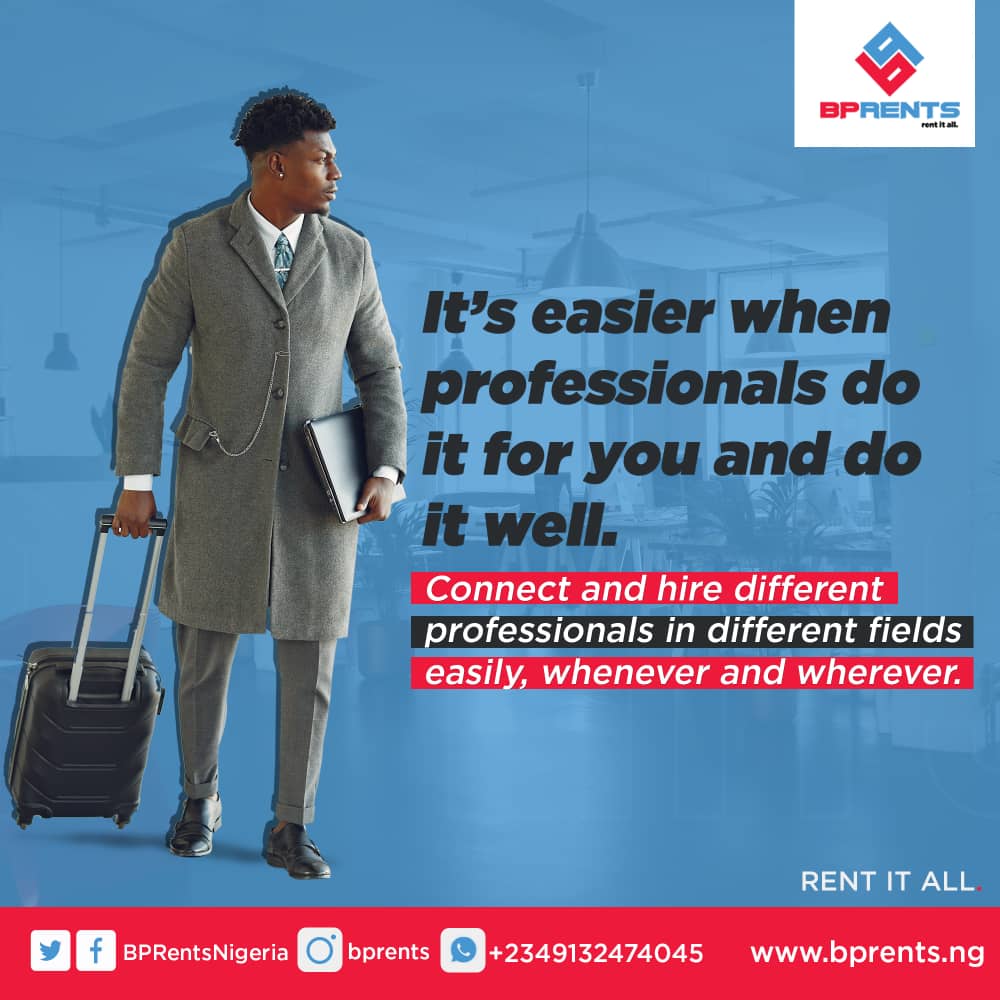 BPRENTS
rent it all.
It's easier when
professionals do
it for you and do
it well.
Connect and hire different
professionals in different fields
easily, whenever and wherever.
RENT IT ALL.
BPRentsNigeria bprents +2349132474045 www.bprents.ng